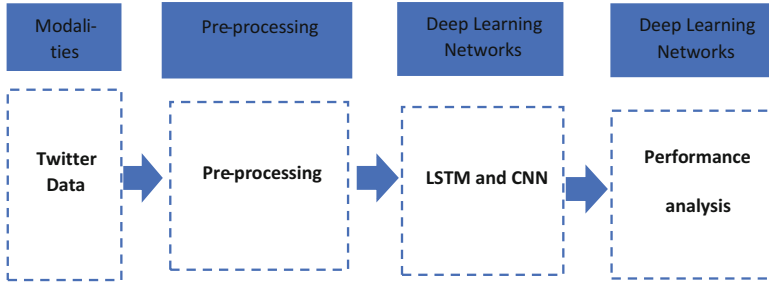 Modali-
ties
Pre-processing
Deep Learning
Networks
Deep Learning
Networks
Twitter
Data
Pre-processing
LSTM and CNN
Performance
analysis